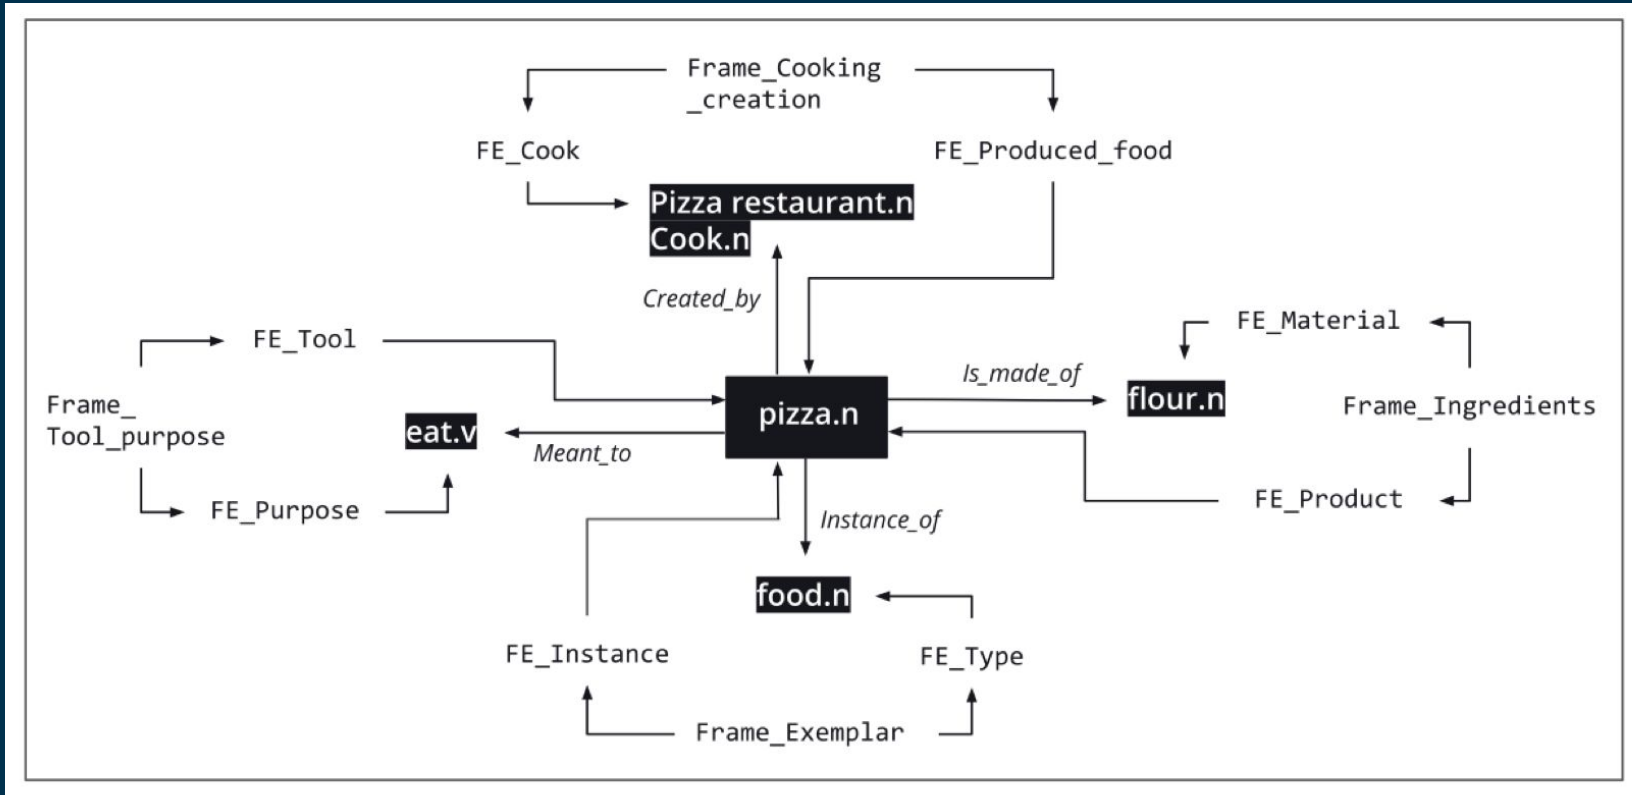 Frame_Cooking
_creation
FE_Cook
FE_Produced_food
Pizza restaurant.n
Cook.n
Created_by
FE_Tool
FE_Material
Is_made_of
flour.n
Frame_
Tool_purpose
eat.v
pizza.n
Frame_Ingredients
Meant_to
FE_Purpose
FE_Product
Instance_of
food.n
FE_Instance
FE_Type
Frame_Exemplar